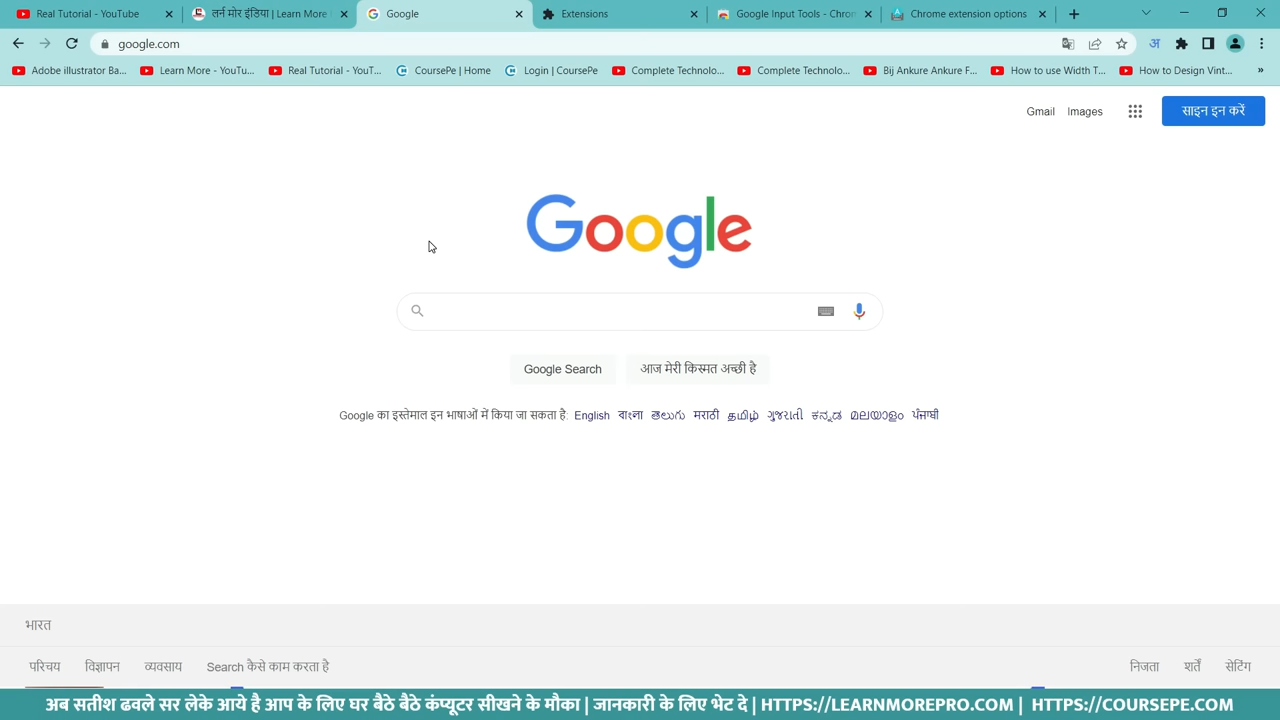 Real Tutorial - YouTube
लर्न मोर इंडिया | Learn More
Google
Extensions
Google Input Tools - Chron
Chrome extension options
google.com
अ
Adobe illustrator Ba...
Learn More - YouTu...
Real Tutorial - YouT...
CoursePe | Home
Login | CoursePe
Complete Technolo...
Complete Technolo...
Bij Ankure Ankure F...
How to use Width T...
How to Design Vint...
»
Gmail Images साइन इन करें
Google
Google Search आज मेरी किस्मत अच्छी है
Google का इस्तेमाल इन भाषाओं में किया जा सकता है: English বাংলা తెలుగు मराठी தமிழ் ગુજરાતી ಕನ್ನಡ മലയാളം ਪੰਜਾਬੀ
भारत
परिचय विज्ञापन व्यवसाय Search कैसे काम करता है निजता शर्तें सेटिंग
अब सतीश ढवले सर लेके आये है आप के लिए घर बैठे बैठे कंप्यूटर सीखने के मौका | जानकारी के लिए भेट दे | HTTPS://LEARNMOREPRO.COM | HTTPS://COURSEPE.COM